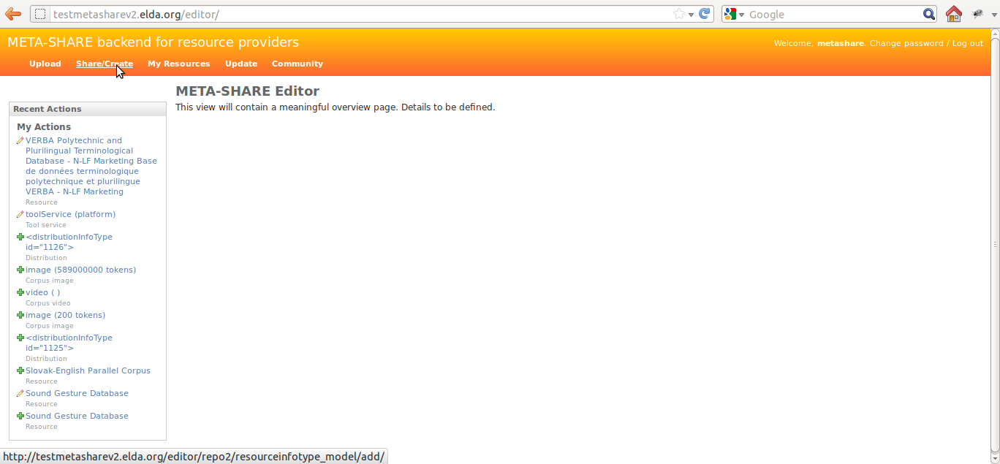 testmetasharev2.elda.org/editor/
Google
META-SHARE backend for resource providers
Welcome, metashare. Change password / Log out
Upload Share/Create My Resources Update Community
META-SHARE Editor
This view will contain a meaningful overview page. Details to be defined.
Recent Actions
My Actions
VERBA Polytechnic and
Plurilingual Terminological
Database - N-LF Marketing Base
de données terminologique
polytechnique et plurilingue
VERBA - N-LF Marketing
Resource
toolService (platform)
Tool service
<distributionInfoType
id="1126">
Distribution
image (589000000 tokens)
Corpus image
video ( )
Corpus video
image (200 tokens)
Corpus image
<distributionInfoType
id="1125">
Distribution
Slovak-English Parallel Corpus
Resource
Sound Gesture Database
Resource
Sound Gesture Database
Resource
http://testmetasharev2.elda.org/editor/repo2/resourceinfotype_model/add/